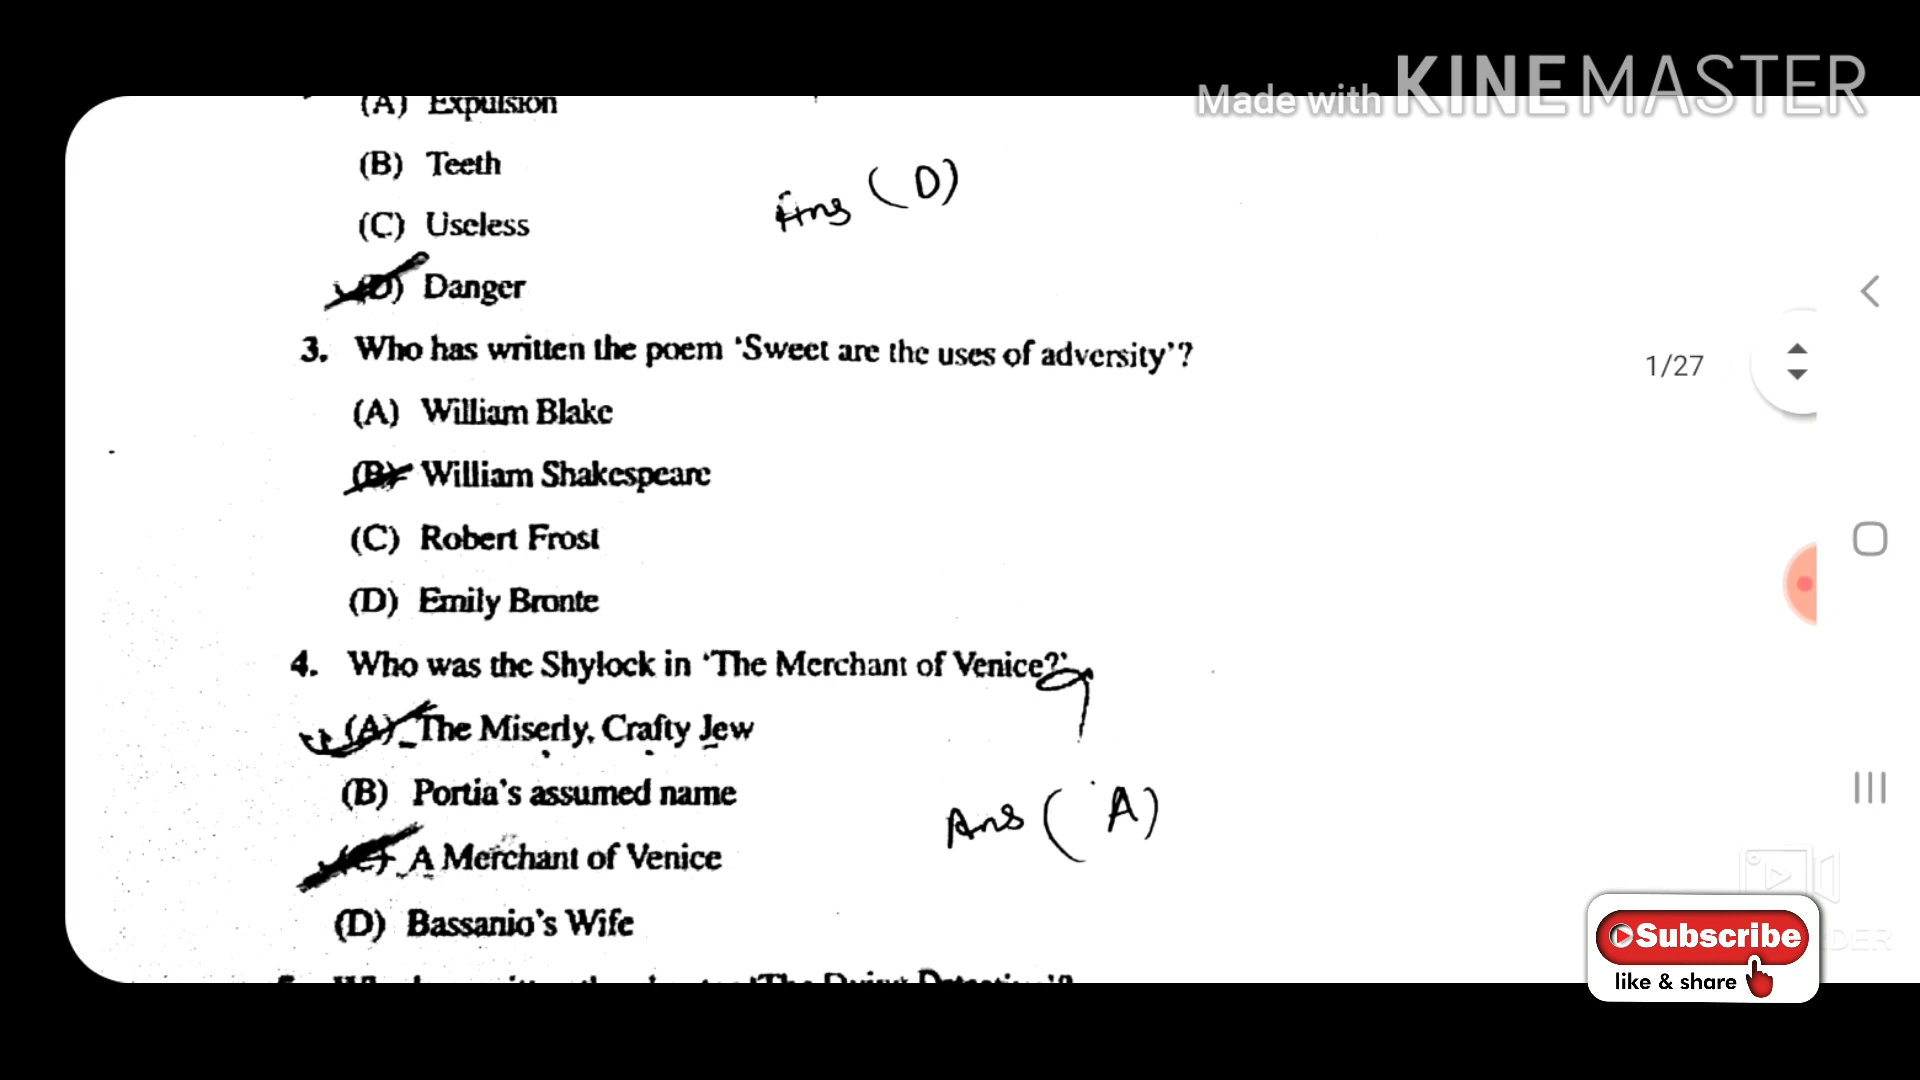 Made with KINEMASTER
(A) Expulsion
(B) Teeth
Ans (D)
(C) Useless
(D) Danger
3. Who has written the poem ‘Sweet are the uses of adversity’?
1/27
(A) William Blake
(B) William Shakespeare
(C) Robert Frost
(D) Emily Bronte
4. Who was the Shylock in ‘The Merchant of Venice?’
(A) The Miserly, Crafty Jew
(B) Portia’s assumed name
Ans (A)
(C) A Merchant of Venice
(D) Bassanio’s Wife
Subscribe
like & share